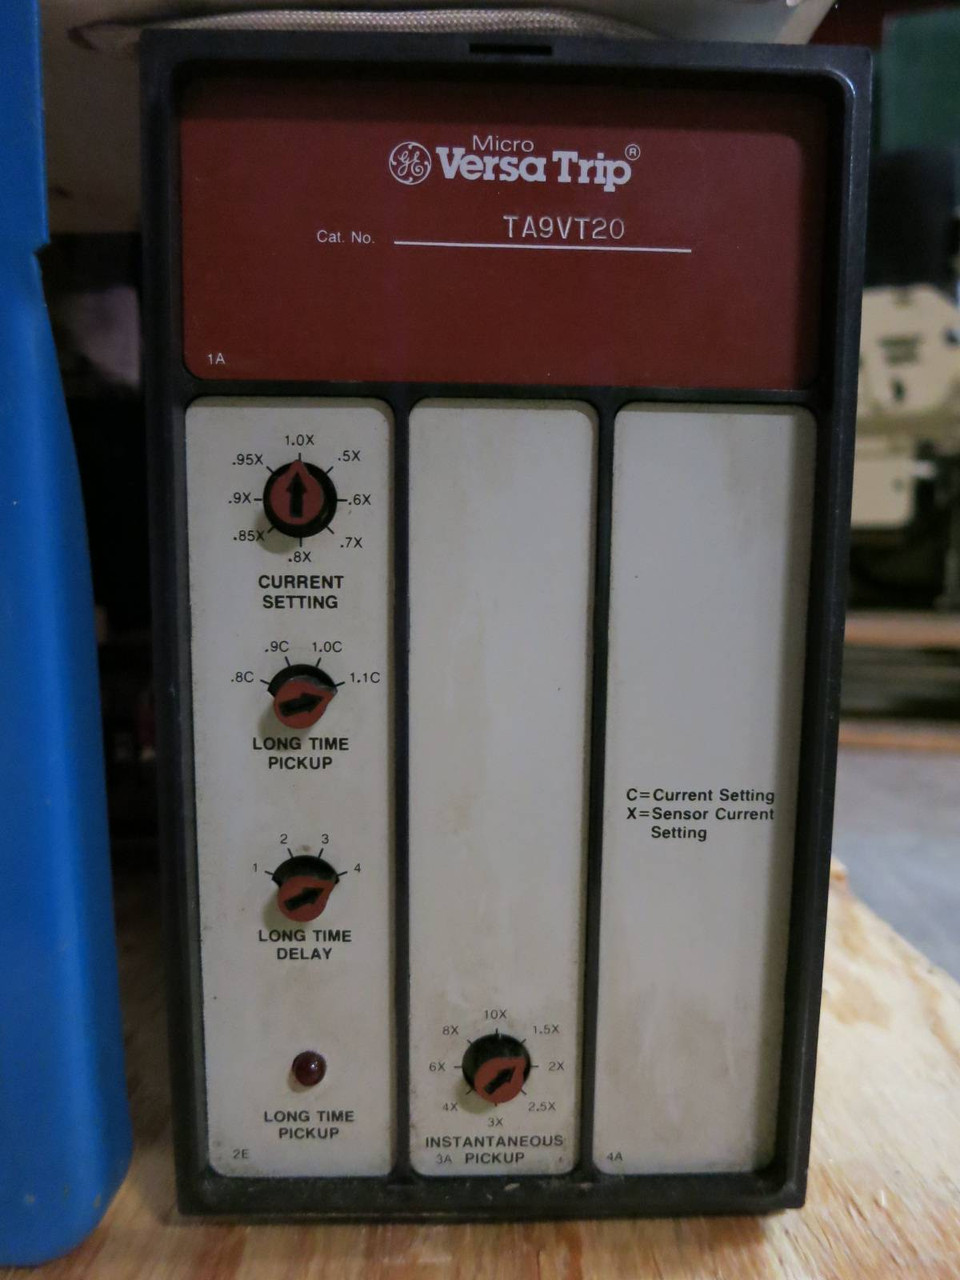 Micro
GE Versa Trip®
Cat. No. TA9VT20
1A
1.0X
.95X .5X
.9X .6X
.85X .7X
.8X
CURRENT
SETTING
.9C 1.0C
.8C 1.1C
LONG TIME
PICKUP
2 3
1 4
LONG TIME
DELAY
LONG TIME
PICKUP
2E
10X
8X 1.5X
6X 2X
4X 2.5X
3X
INSTANTANEOUS
PICKUP
3A
C=Current Setting
X=Sensor Current
Setting
4A